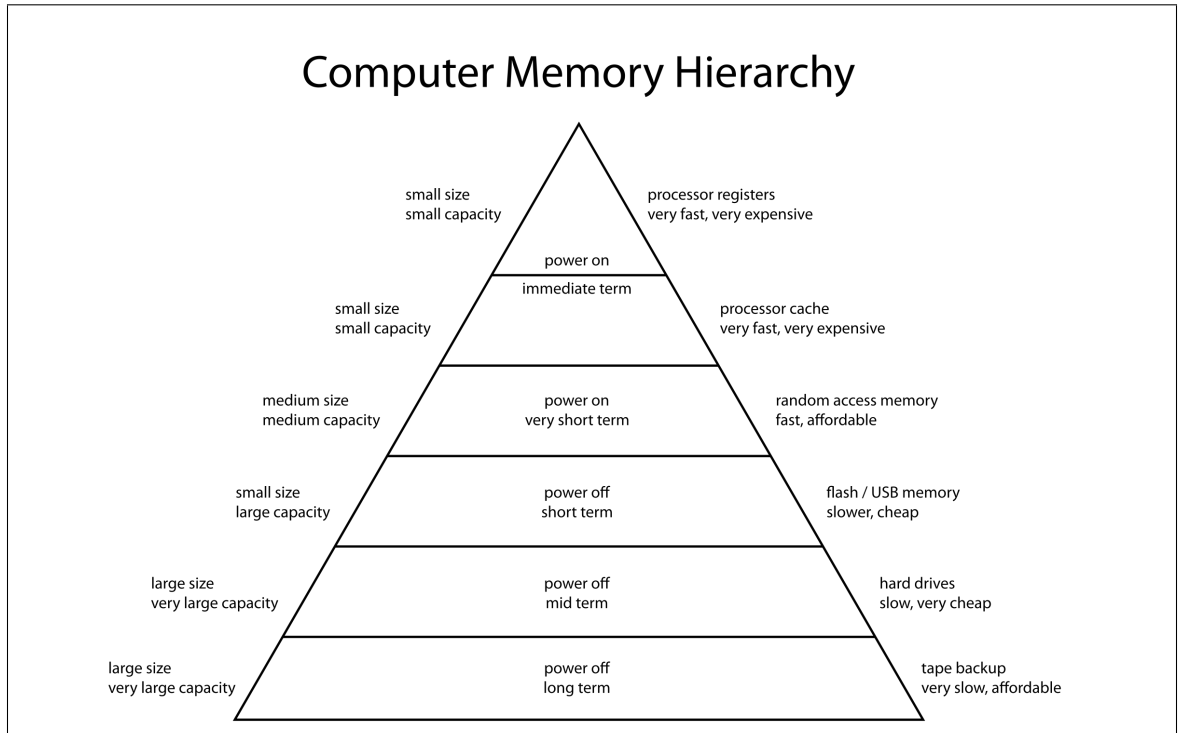 Computer Memory Hierarchy
small size
small capacity
processor registers
very fast, very expensive
power on
immediate term
small size
small capacity
processor cache
very fast, very expensive
medium size
medium capacity
power on
very short term
random access memory
fast, affordable
small size
large capacity
power off
short term
flash / USB memory
slower, cheap
large size
very large capacity
power off
mid term
hard drives
slow, very cheap
large size
very large capacity
power off
long term
tape backup
very slow, affordable